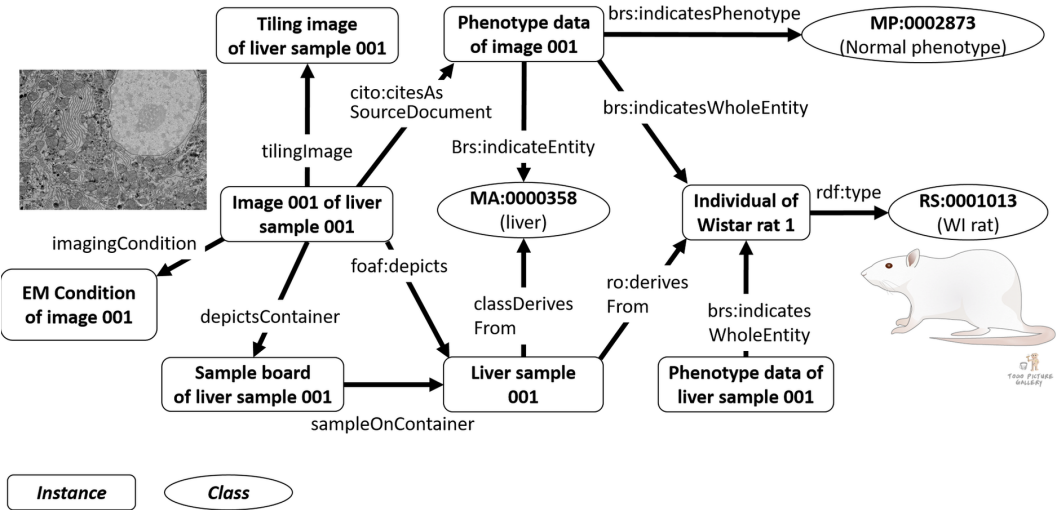 Tiling image
of liver sample 001
Phenotype data
of image 001
brs:indicatesPhenotype
MP:0002873
(Normal phenotype)
cito:citesAs
SourceDocument
brs:indicatesWholeEntity
tilingImage
Brs:indicateEntity
Image 001 of liver
sample 001
MA:0000358
(liver)
Individual of
Wistar rat 1
rdf:type
RS:0001013
(WI rat)
imagingCondition
foaf:depicts
EM Condition
of image 001
depictsContainer
classDerives
From
ro:derives
From
brs:indicates
WholeEntity
Sample board
of liver sample 001
sampleOnContainer
Liver sample
001
Phenotype data of
liver sample 001
TOGO PICTURE
GALLERY
Instance
Class